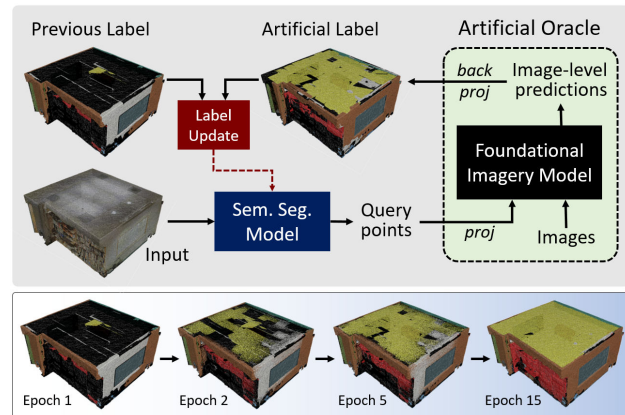 Previous Label
Artificial Label
Artificial Oracle
back
proj
Image-level
predictions
Label
Update
Foundational
Imagery Model
Input
Sem. Seg.
Model
Query
points
proj
Images
Epoch 1
Epoch 2
Epoch 5
Epoch 15